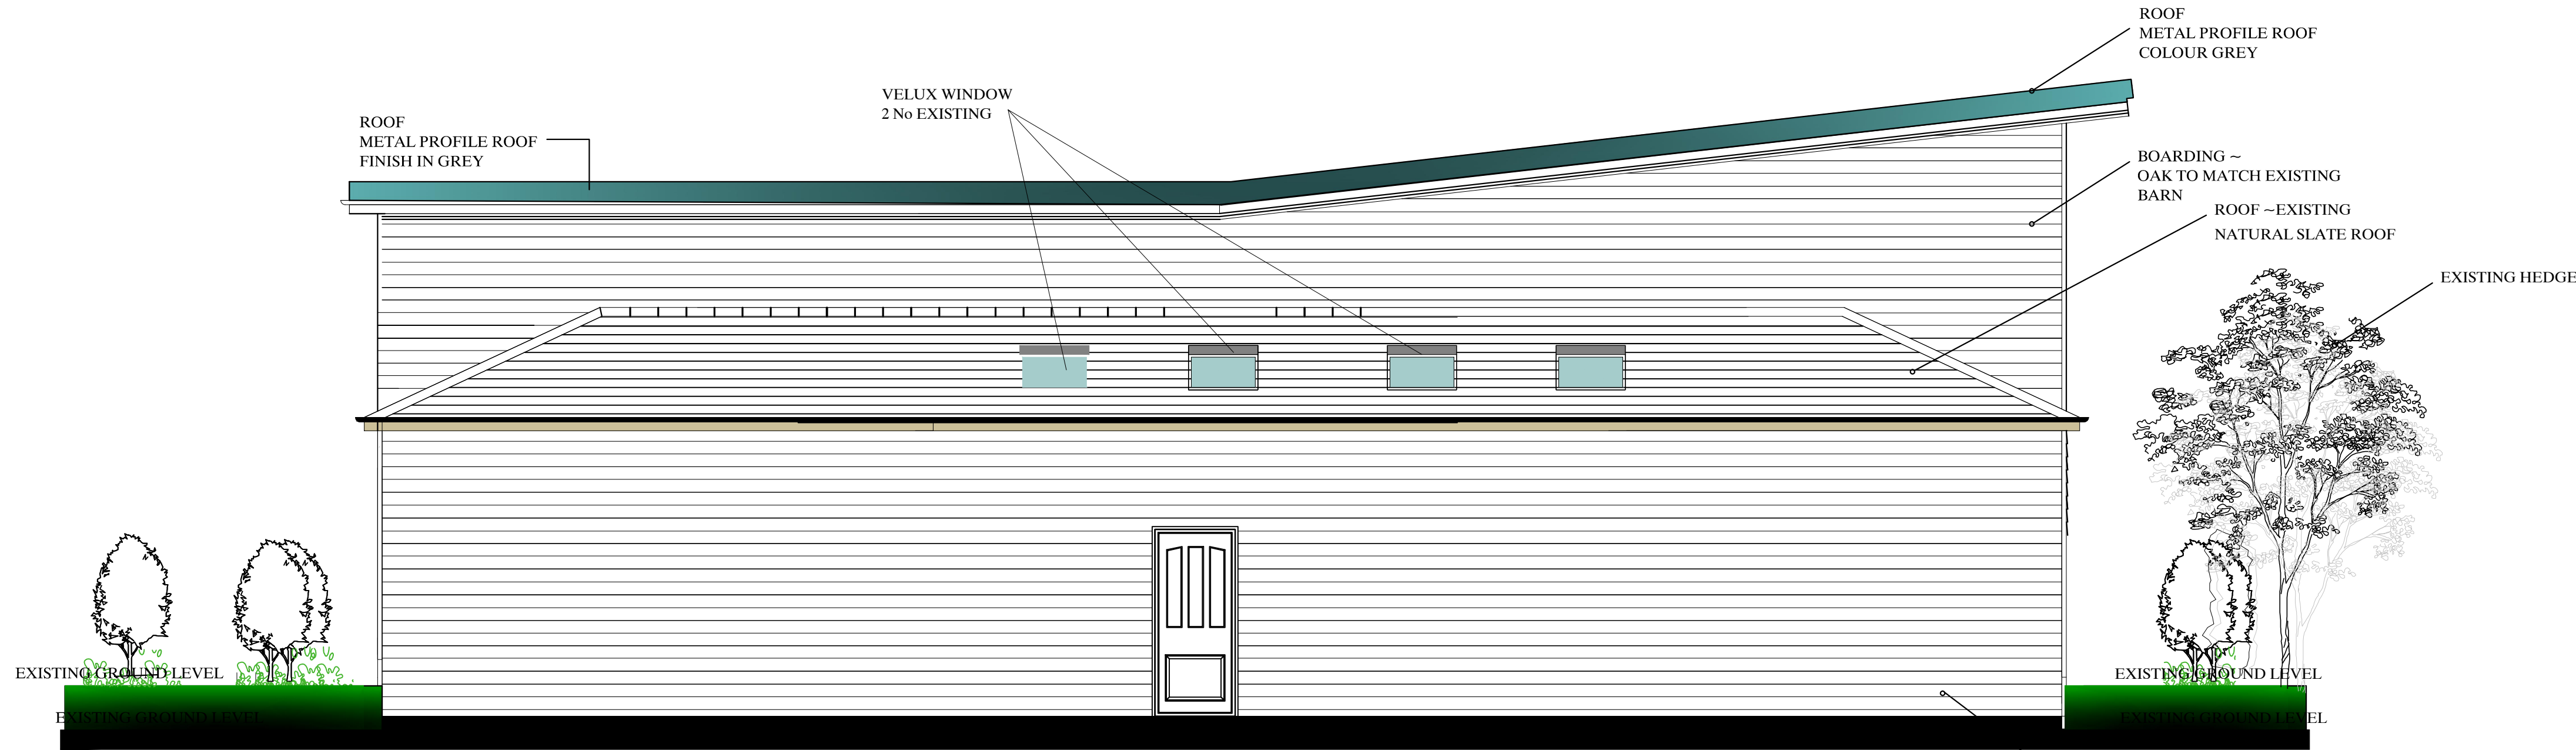 ROOF
METAL PROFILE ROOF
COLOUR GREY
VELUX WINDOW
2 No EXISTING
ROOF
METAL PROFILE ROOF
FINISH IN GREY
BOARDING ~
OAK TO MATCH EXISTING
BARN
ROOF ~EXISTING
NATURAL SLATE ROOF
EXISTING HEDGE
EXISTING GROUND LEVEL
EXISTING GROUND LEVEL
EXISTING GROUND LEVEL
EXISTING GROUND LEVEL